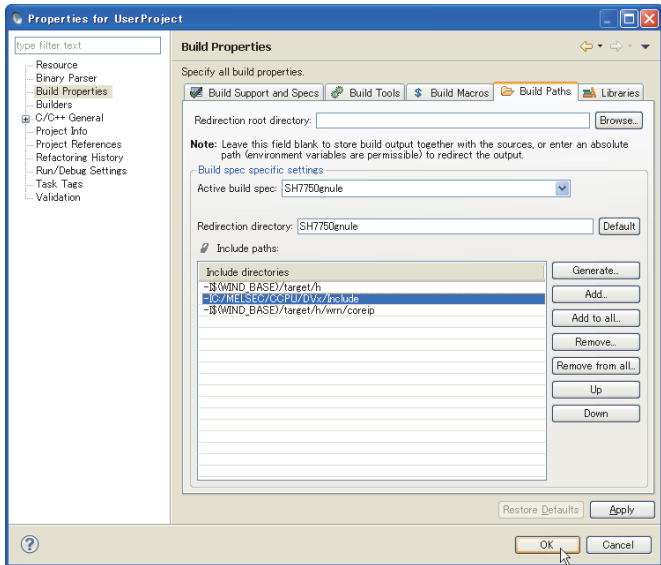 Properties for UserProject
type filter text
Resource
Binary Parser
Build Properties
Builders
C/C++ General
Project Info
Project References
Refactoring History
Run/Debug Settings
Task Tags
Validation
Build Properties
Specify all build properties.
Build Support and Specs
Build Tools
$ Build Macros
Build Paths
Libraries
Redirection root directory:
Browse...
Note: Leave this field blank to store build output together with the sources, or enter an absolute
path (environment variables are permissible) to redirect the output.
Build spec specific settings
Active build spec: SH7750gnule
Redirection directory: SH7750gnule
Default
Include paths:
Include directories
-I$(WIND_BASE)/target/h
-IC:/MELSEC/CCPU/DVx/Include
-I$(WIND_BASE)/target/h/wrn/coreip
Generate...
Add...
Add to all...
Remove...
Remove from all...
Up
Down
Restore Defaults
Apply
?
OK
Cancel